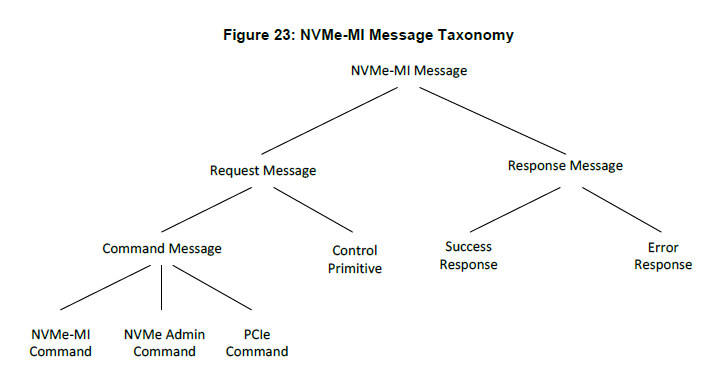 Figure 23: NVMe-MI Message Taxonomy
NVMe-MI Message
Request Message
Response Message
Command Message
Control
Primitive
Success
Response
Error
Response
NVMe-MI
Command
NVMe Admin
Command
PCIe
Command